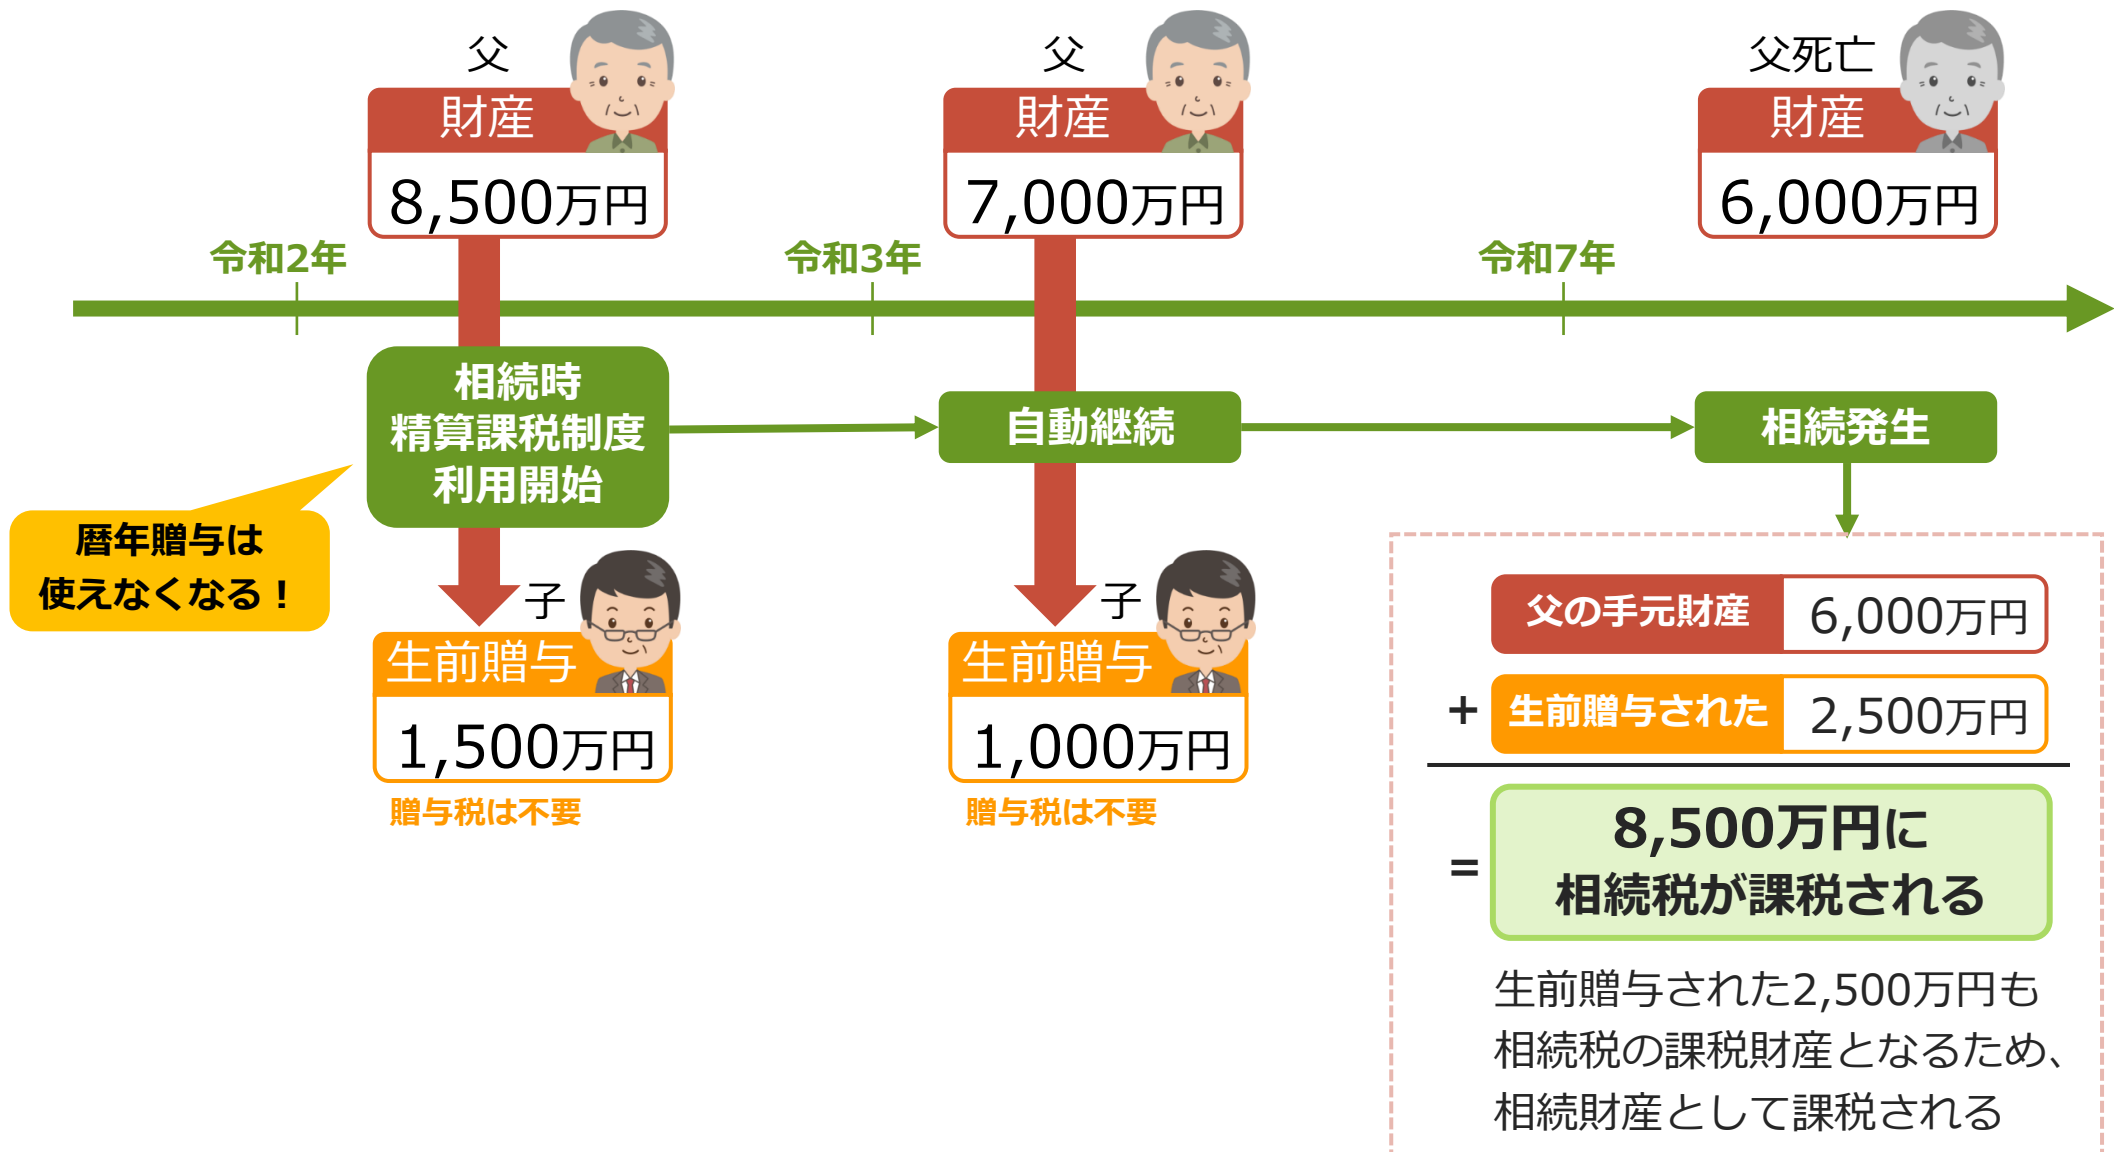 父
財産
8,500万円
父
財産
7,000万円
父死亡
財産
6,000万円
令和2年
令和3年
令和7年
相続時
精算課税制度
利用開始
自動継続
相続発生
暦年贈与は
使えなくなる！
子
生前贈与
1,500万円
贈与税は不要
子
生前贈与
1,000万円
贈与税は不要
父の手元財産 6,000万円
+ 生前贈与された 2,500万円
= 8,500万円に
相続税が課税される
生前贈与された2,500万円も
相続税の課税財産となるため、
相続財産として課税される